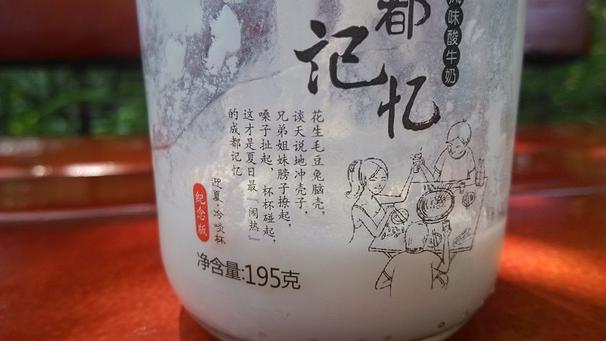 都
记忆
味酸牛奶
花生毛豆兔脑壳,
谈天说地冲壳子,
兄弟姐妹膀子撩起,
嗓子扯起,杯杯碰起,
这才是夏日最「闹热」
的成都记忆
迎夏·冷啖杯
纪念版
净含量:195克